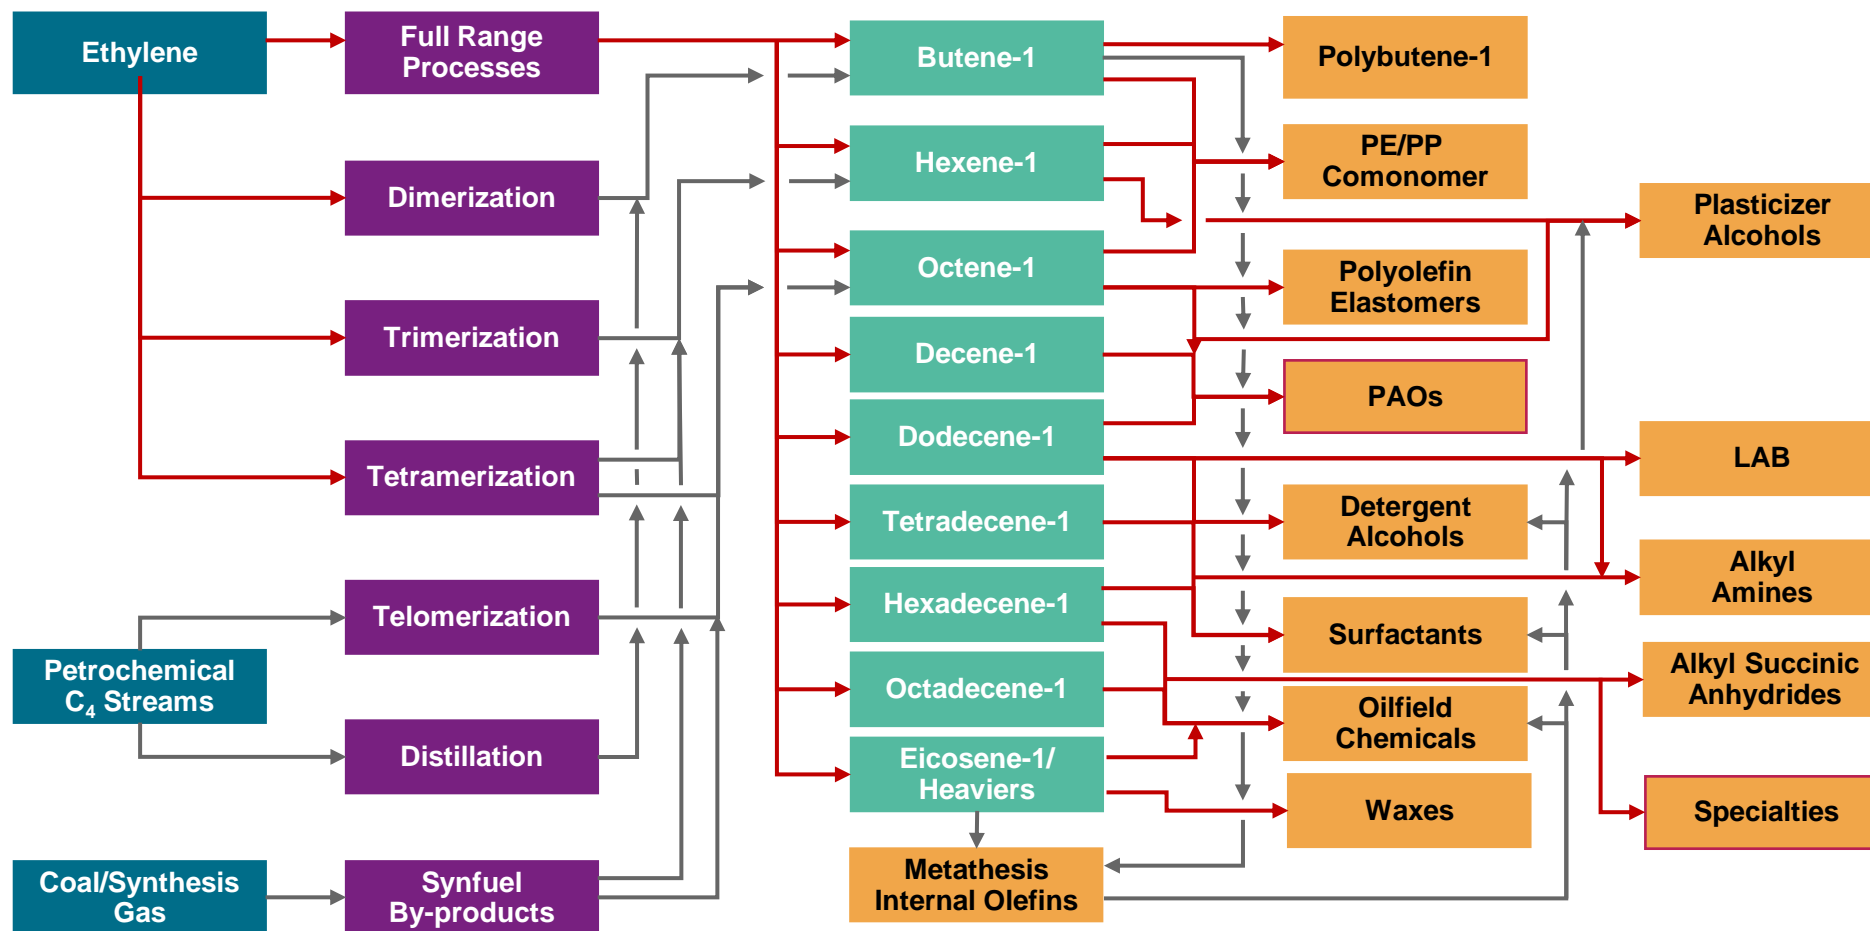 Ethylene
Petrochemical
C4 Streams
Coal/Synthesis
Gas
Full Range
Processes
Dimerization
Trimerization
Tetramerization
Telomerization
Distillation
Synfuel
By-products
Butene-1
Hexene-1
Octene-1
Decene-1
Dodecene-1
Tetradecene-1
Hexadecene-1
Octadecene-1
Eicosene-1/
Heaviers
Metathesis
Internal Olefins
Polybutene-1
PE/PP
Comonomer
Polyolefin
Elastomers
PAOs
Detergent
Alcohols
Surfactants
Oilfield
Chemicals
Waxes
Plasticizer
Alcohols
LAB
Alkyl
Amines
Alkyl Succinic
Anhydrides
Specialties